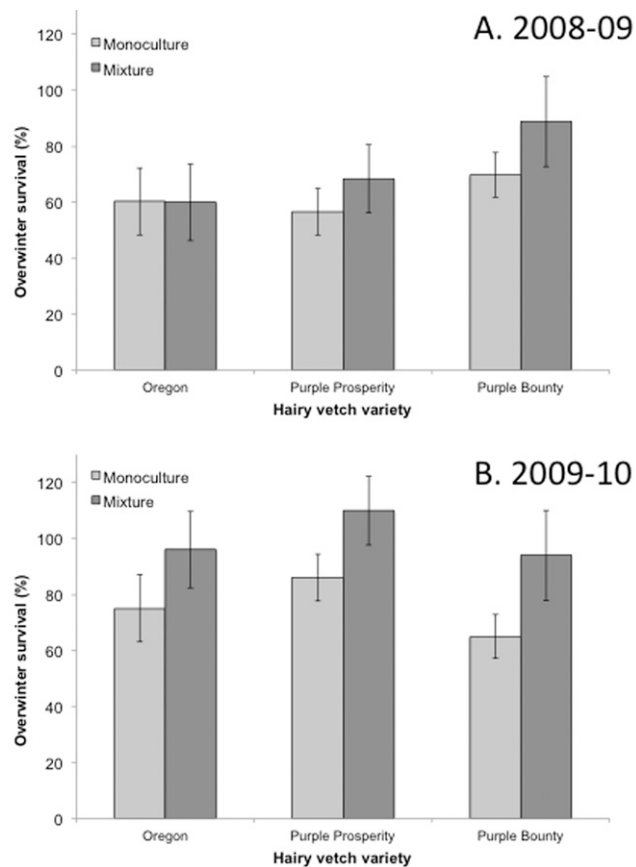 A. 2008-09
Monoculture
Mixture
Overwinter survival (%)
120
100
80
60
40
20
0
Oregon Purple Prosperity Purple Bounty
Hairy vetch variety
B. 2009-10
Monoculture
Mixture
Overwinter survival (%)
120
100
80
60
40
20
0
Oregon Purple Prosperity Purple Bounty
Hairy vetch variety